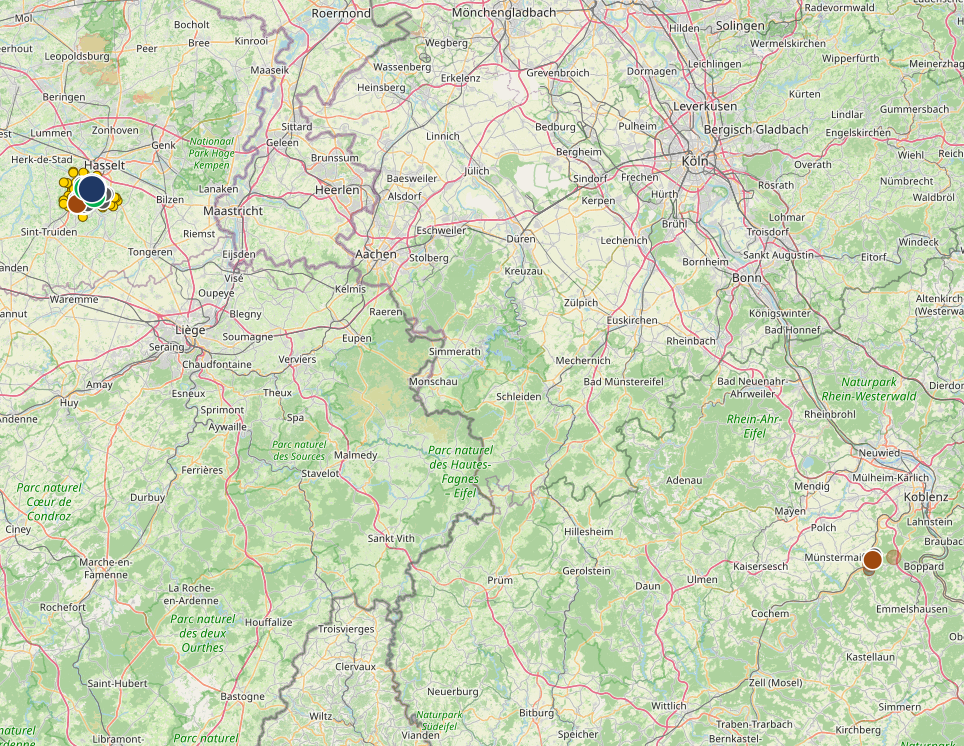 Mol
Bocholt
Roermond
Mönchengladbach
Radevormwald
Peer
Bree
Kinrooi
Wegberg
Hilden
Solingen
Wermelskirchen
Leopoldsburg
Maaseik
Wassenberg
Erkelenz
Grevenbroich
Dormagen
Leichlingen
Wipperfürth
Heinsberg
Beringen
Leverkusen
Kürten
Lummen
Zonhoven
Sittard
Linnich
Bedburg
Pulheim
Bergisch Gladbach
Lindlar
Gummersbach
Genk
Nationaal
Park Hoge
Kempen
Geleen
Brunssum
Bergheim
Engelskirchen
Herk-de-Stad
Hasselt
Köln
Overath
Wiehl
Lanaken
Heerlen
Baesweiler
Jülich
Sindorf
Frechen
Rosrath
Nümbrecht
Bilzen
Alsdorf
Kerpen
Hürth
Waldbröl
Maastricht
Lohmar
Sint-Truiden
Riemst
Eschweiler
Düren
Lechenich
Brühl
Troisdorf
Windeck
Tongeren
Eijsden
Aachen
Stolberg
Bornheim
Sankt Augustin
Eitorf
Visé
Kreuzau
Bonn
Waremme
Oupeye
Kelmis
Zülpich
Blegny
Raeren
Euskirchen
Königswinter
Liège
Soumagne
Eupen
Rheinbach
Bad Honnef
Seraing
Simmerath
Chaudfontaine
Verviers
Mechernich
Amay
Esneux
Theux
Monschau
Schleiden
Bad Münstereifel
Bad Neuenahr-
Ahrweiler
Naturpark
Rhein-Westerwald
Huy
Sprimont
Spa
Rheinbrohl
Aywaille
Rhein-Ahr-
Eifel
Parc naturel
des Sources
Malmedy
Parc naturel
des Hautes-
Fagnes
– Eifel
Neuwied
Ferrières
Stavelot
Adenau
Mendig
Mülheim-Kärlich
Parc naturel
Cœur de
Condroz
Durbuy
Koblenz
Mayen
Ciney
Sankt Vith
Hillesheim
Polch
Lahnstein
Marche-en-
Famenne
Kaisersesch
Boppard
Prüm
Gerolstein
Daun
Ulmen
La Roche-
en-Ardenne
Rochefort
Cochem
Emmelshausen
Parc naturel
des deux
Ourthes
Houffalize
Troisvierges
Kastellaun
Clervaux
Saint-Hubert
Bastogne
Neuerburg
Zell (Mosel)
Wiltz
Naturpark
Südeifel
Bitburg
Wittlich
Simmern
Vianden
Speicher
Traben-Trarbach
Kirchberg
Parc naturel